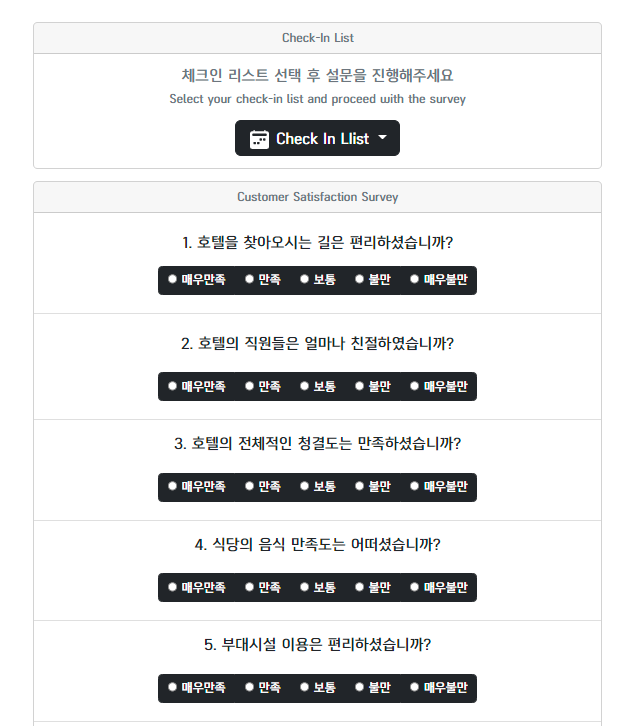 Check-In List
체크인 리스트 선택 후 설문을 진행해주세요
Select your check-in list and proceed with the survey
Check In Llist
Customer Satisfaction Survey
1. 호텔을 찾아오시는 길은 편리하셨습니까?
매우만족 만족 보통 불만 매우불만
2. 호텔의 직원들은 얼마나 친절하였습니까?
매우만족 만족 보통 불만 매우불만
3. 호텔의 전체적인 청결도는 만족하셨습니까?
매우만족 만족 보통 불만 매우불만
4. 식당의 음식 만족도는 어떠셨습니까?
매우만족 만족 보통 불만 매우불만
5. 부대시설 이용은 편리하셨습니까?
매우만족 만족 보통 불만 매우불만